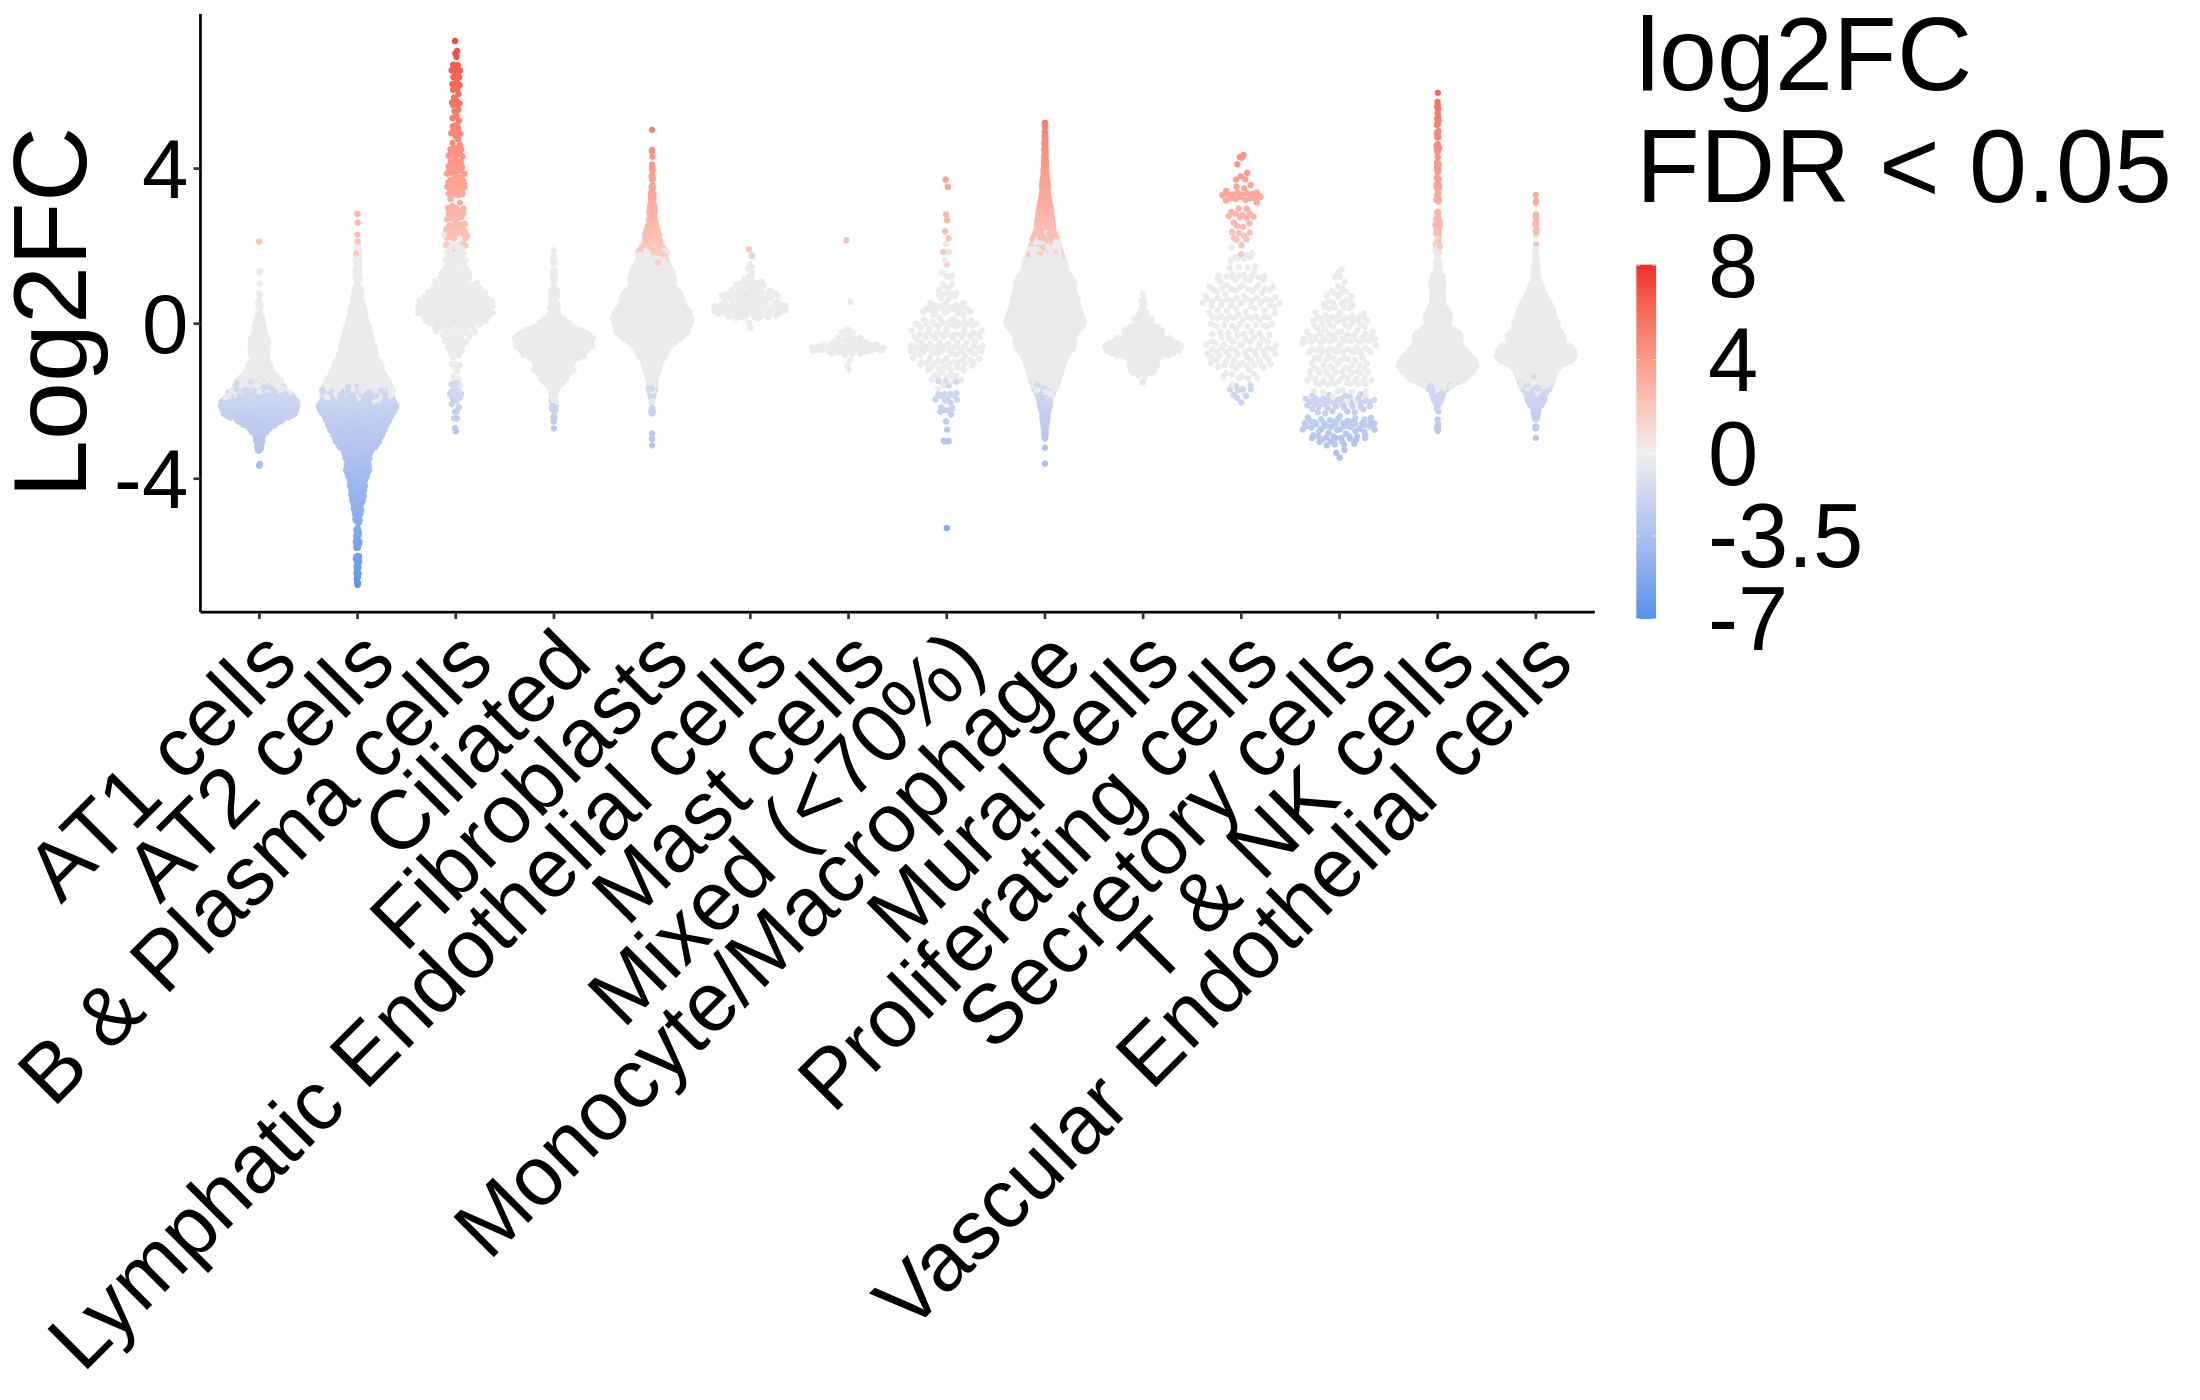 Log2FC
4
0
-4
AT1 cells
AT2 cells
B & Plasma cells
Ciliated
Fibroblasts
Lymphatic Endothelial cells
Mast cells
Mixed (<70%)
Monocyte/Macrophage
Mural cells
Proliferating cells
Secretory cells
T & NK cells
Vascular Endothelial cells
log2FC
FDR < 0.05
8
4
0
-3.5
-7